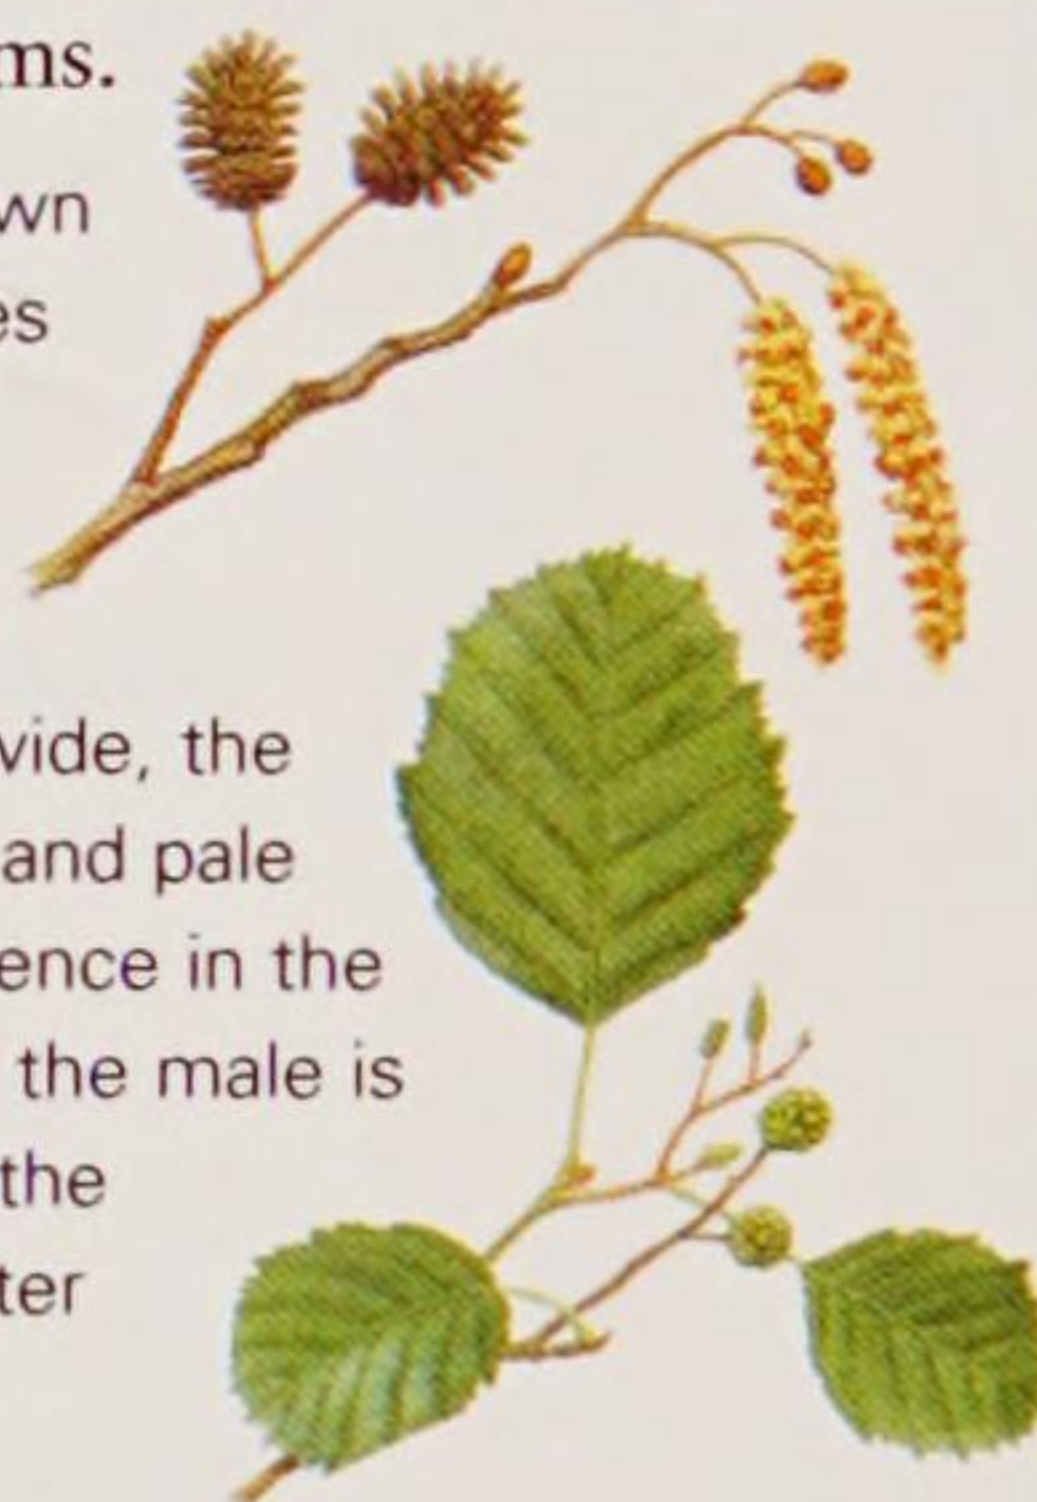 ms.
wn
es
vide, the
and pale
ence in the
the male is
the
ter